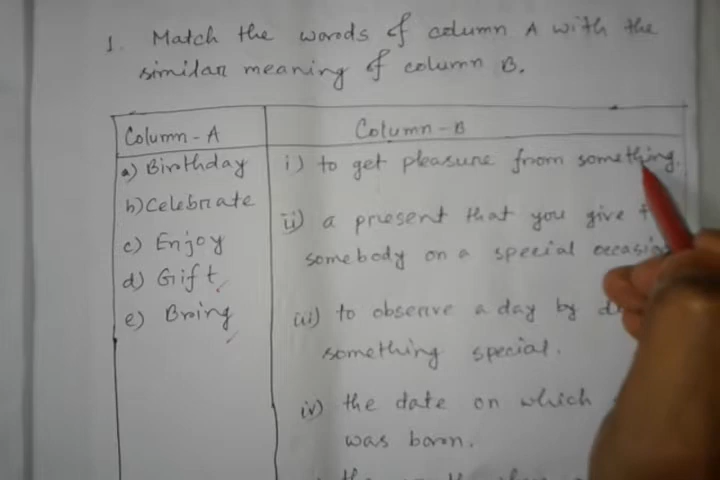 1. Match the words of column A with the
similar meaning of column B.
Column-A
Column-B
a) Birthday
i) to get pleasure from something.
b) Celebrate
ii) a present that you give
somebody on a special occasion
c) Enjoy
d) Gift
e) Bring
iii) to observe a day by
something special.
iv) the date on which
was born.